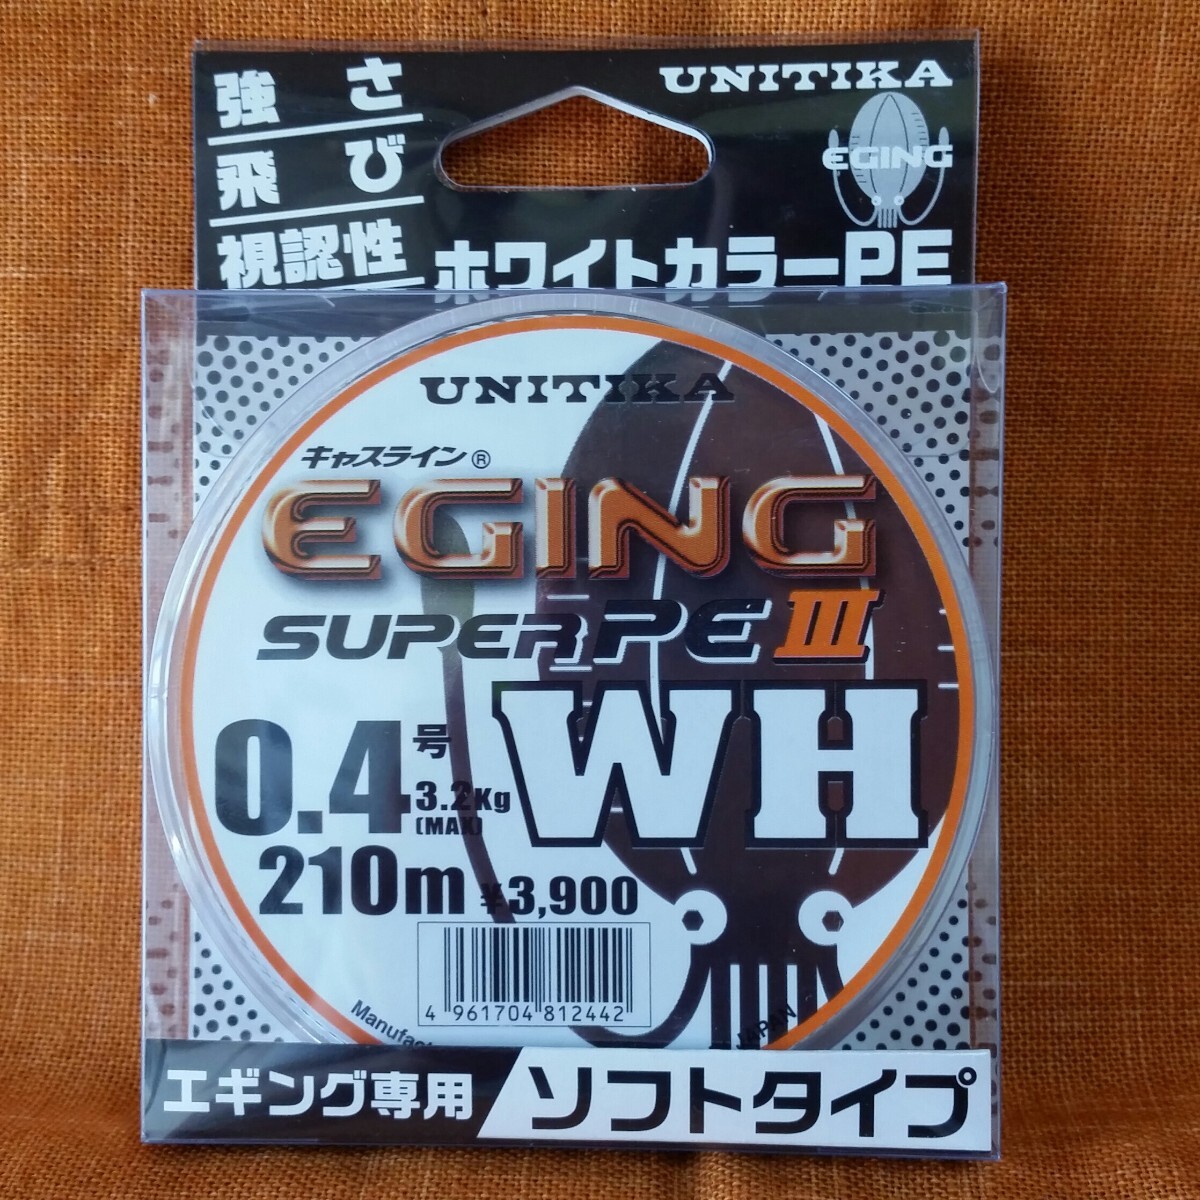 強さ
飛び
視認性
UNITIKA
EGING
ホワイトカラーPE
UNITIKA
キャスライン®
EGING
SUPER PE III
WH
0.4号
3.2Kg
(MAX)
210m ¥3,900
4 961704 812442
JAPAN
エギング専用 ソフトタイプ